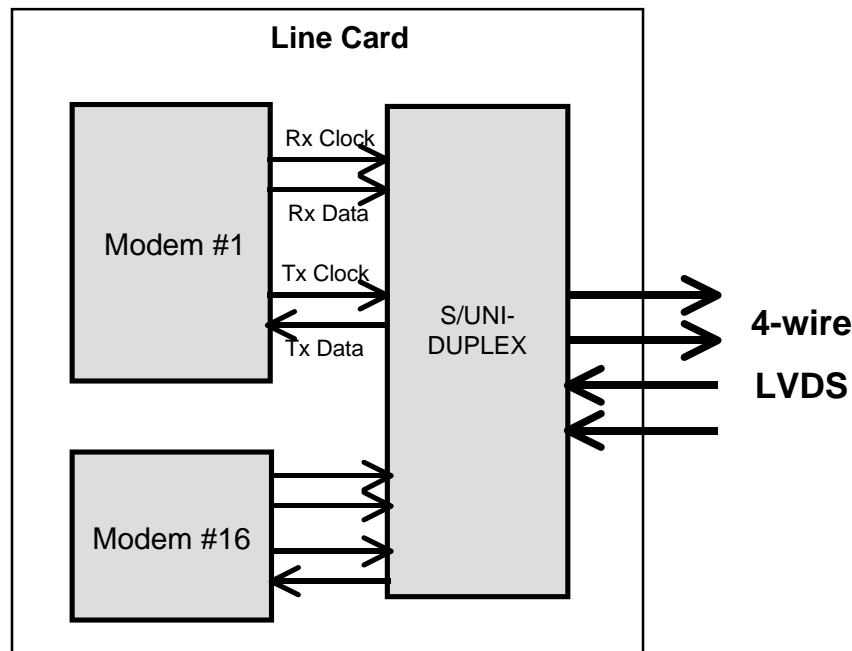 Line Card
Rx Clock
Rx Data
Modem #1
Tx Clock
Tx Data
S/UNI-
DUPLEX
4-wire
LVDS
Modem #16